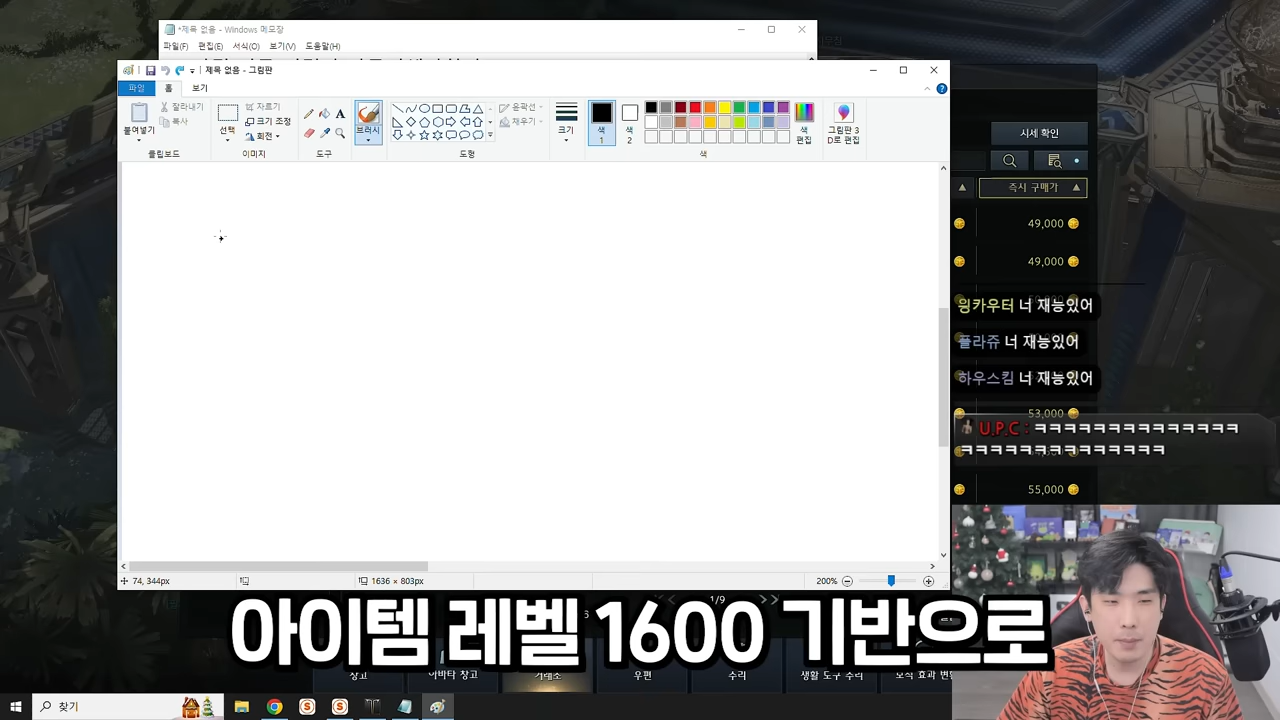 *제목 없음 - Windows 메모장
파일(F) 편집(E) 서식(O) 보기(V) 도움말(H)
제목 없음 - 그림판
파일 홈 보기
붙여넣기 잘라내기 복사
선택 자르기 크기 조정 회전
브러시
윤곽선 채우기
크기
색 1
색 2
색 편집
그림판 3D로 편집
클립보드 이미지 도구 도형 색
시세 확인
즉시 구매가
49,000
49,000
윙카우터 너 재능있어
플라쥬 너 재능있어
하우스킴 너 재능있어
53,000
U.P.C : ㅋㅋㅋㅋㅋㅋㅋㅋㅋㅋㅋㅋㅋㅋ
ㅋㅋㅋㅋㅋㅋㅋㅋㅋㅋㅋㅋㅋㅋ
55,000
74, 344px
1636 × 803px
200%
1/9
아이템 레벨 1600 기반으로
창고 아바타 창고 거래소 우편 수리 생활 도구 수리
찾기